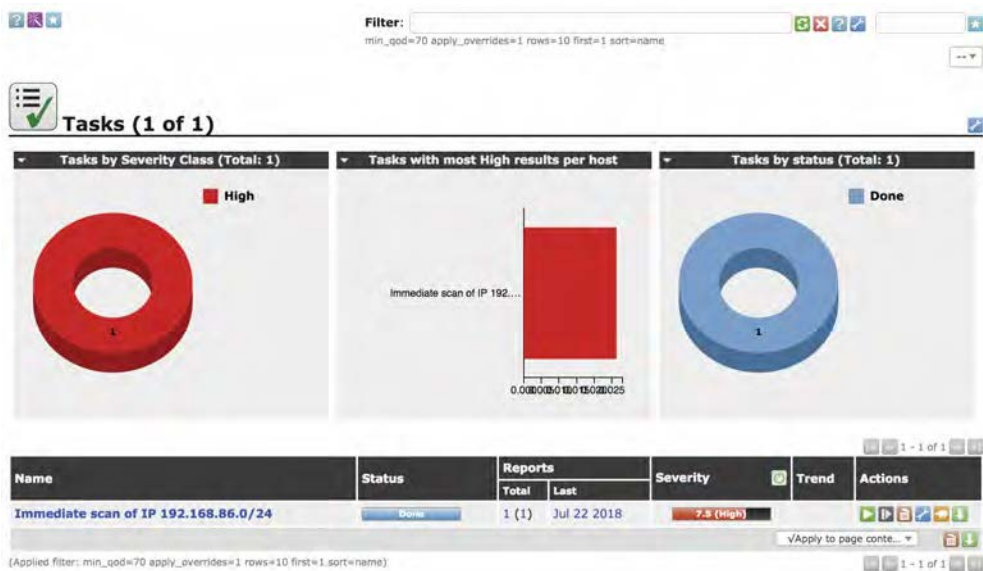 Filter:
min_qod=70 apply_overrides=1 rows=10 first=1 sort=name
--
Tasks (1 of 1)
Tasks by Severity Class (Total: 1)
High
1
Tasks with most High results per host
Immediate scan of IP 192....
Tasks by status (Total: 1)
Done
1
1 - 1 of 1
Name
Status
Reports
Severity
Trend
Actions
Total
Last
Immediate scan of IP 192.168.86.0/24
Done
1 (1)
Jul 22 2018
7.5 (High)
√Apply to page conte...
(Applied filter: min_qod=70 apply_overrides=1 rows=10 first=1 sort=name)
1 - 1 of 1